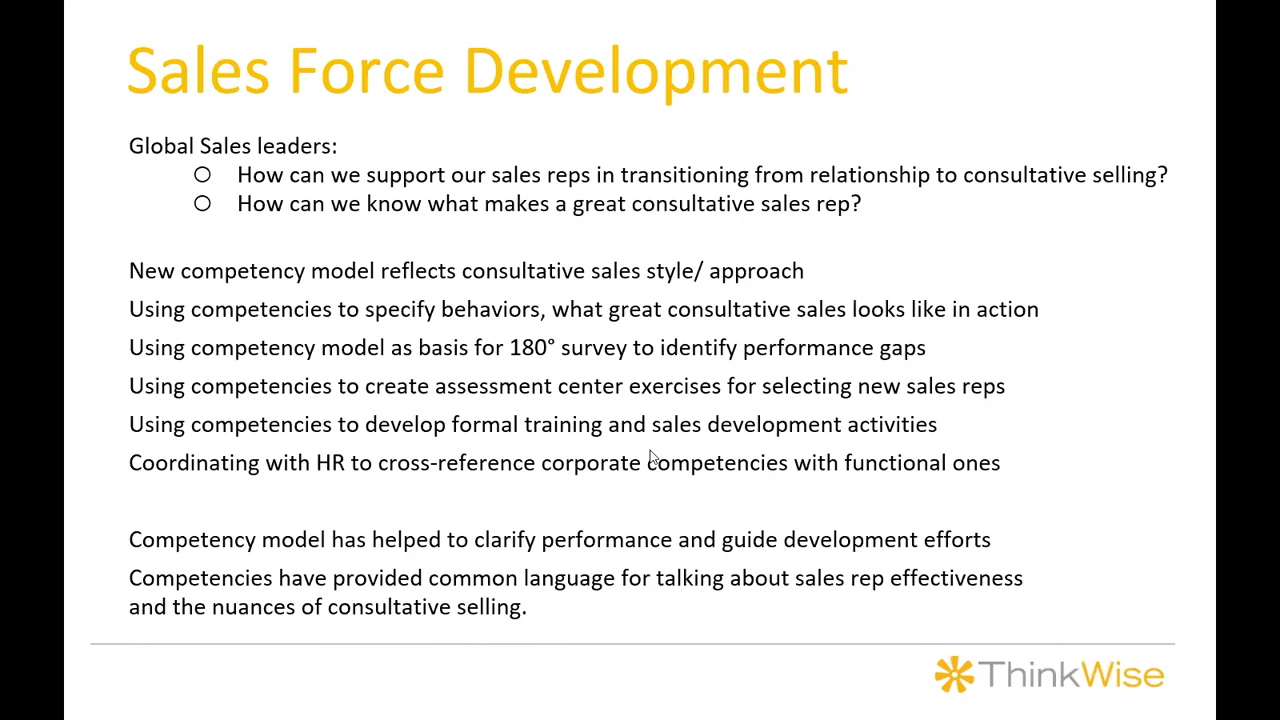 Sales Force Development
Global Sales leaders:
○ How can we support our sales reps in transitioning from relationship to consultative selling?
○ How can we know what makes a great consultative sales rep?
New competency model reflects consultative sales style/ approach
Using competencies to specify behaviors, what great consultative sales looks like in action
Using competency model as basis for 180° survey to identify performance gaps
Using competencies to create assessment center exercises for selecting new sales reps
Using competencies to develop formal training and sales development activities
Coordinating with HR to cross-reference corporate competencies with functional ones
Competency model has helped to clarify performance and guide development efforts
Competencies have provided common language for talking about sales rep effectiveness
and the nuances of consultative selling.
ThinkWise